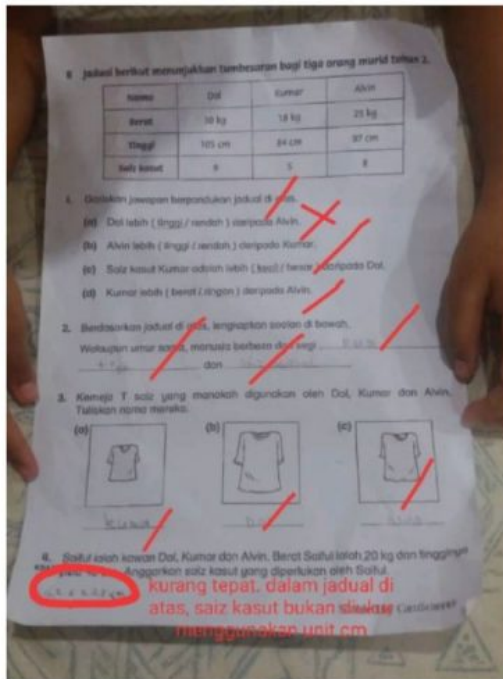 B Jadual berikut menunjukkan tumbesaran bagi tiga orang murid tahun 2.
Nama Dol Kumar Alvin
Berat 30 kg 18 kg 25 kg
Tinggi 105 cm 84 cm 97 cm
Saiz kasut 9 5 8
1. Gariskan jawapan berpandukan jadual di atas.
(a) Dol lebih ( tinggi / rendah ) daripada Alvin.
(b) Alvin lebih ( tinggi / rendah ) daripada Kumar.
(c) Saiz kasut Kumar adalah lebih ( kecil / besar ) daripada Dol.
(d) Kumar lebih ( berat / ringan ) daripada Alvin.
2. Berdasarkan jadual di atas, lengkapkan soalan di bawah.
Walaupun umur sama, manusia berbeza dari segi
dan
3. Kemeja T saiz yang manakah digunakan oleh Dol, Kumar dan Alvin.
Tuliskan nama mereka.
(a) (b) (c)
4. Saiful ialah kawan Dol, Kumar dan Alvin. Berat Saiful ialah 20 kg dan tingginya
Anggarkan saiz kasut yang diperlukan oleh Saiful.
kurang tepat. dalam jadual di
atas, saiz kasut bukan diukur
menggunakan unit cm
CamScanner